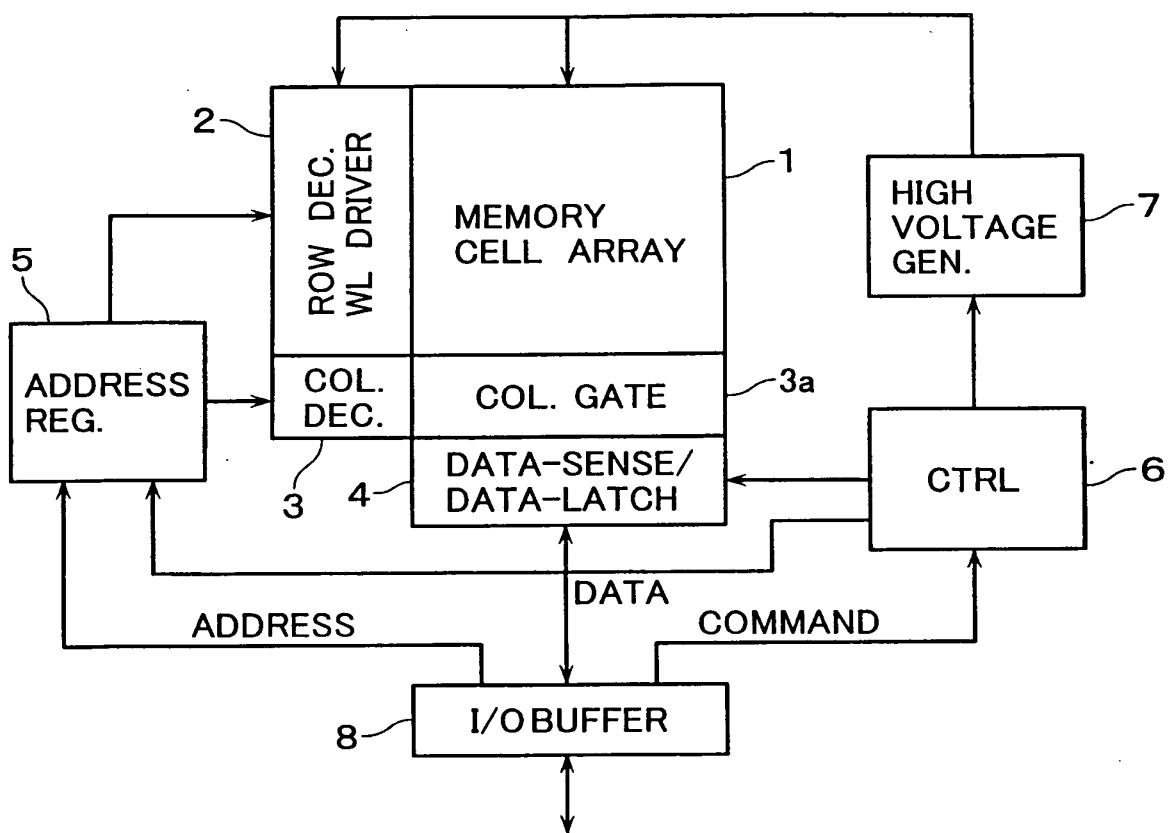 2
ROW DEC.
WL DRIVER
MEMORY
CELL ARRAY
1
HIGH
VOLTAGE
GEN.
7
5
ADDRESS
REG.
COL.
DEC.
3
COL. GATE
3a
4
DATA-SENSE/
DATA-LATCH
CTRL
6
DATA
ADDRESS
COMMAND
I/O BUFFER
8